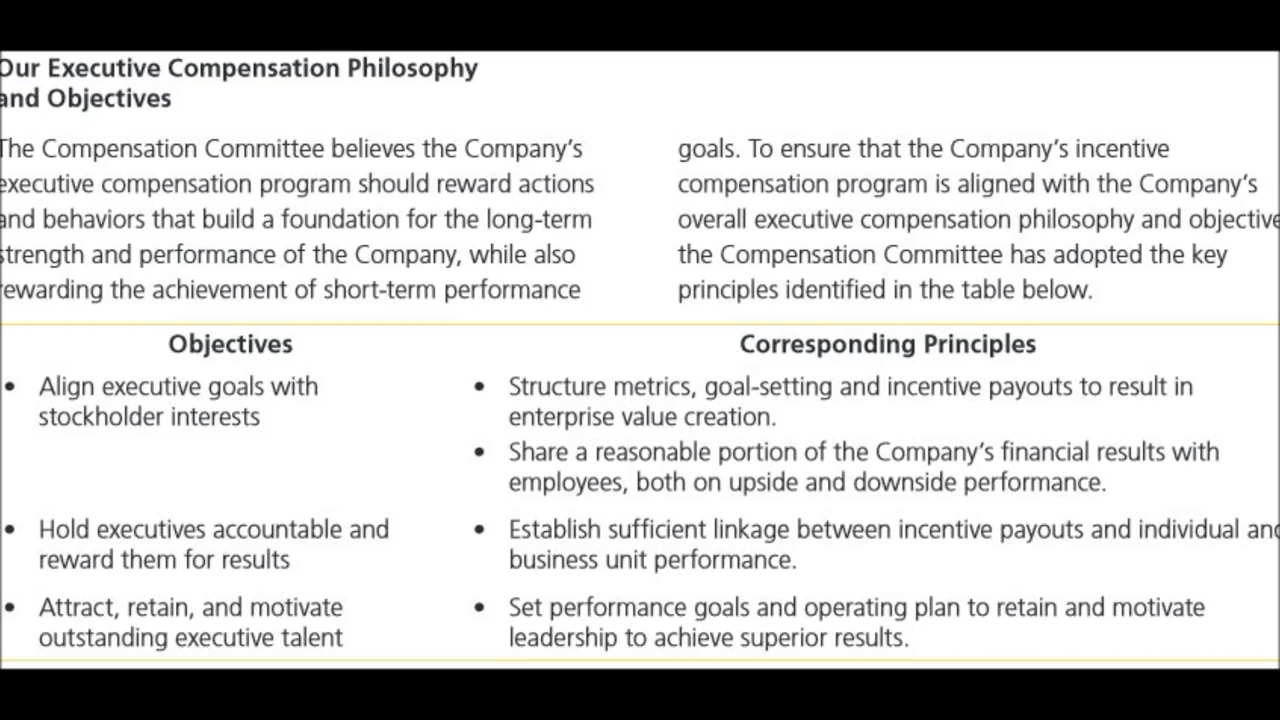 Our Executive Compensation Philosophy
and Objectives
The Compensation Committee believes the Company's
executive compensation program should reward actions
and behaviors that build a foundation for the long-term
strength and performance of the Company, while also
rewarding the achievement of short-term performance
goals. To ensure that the Company's incentive
compensation program is aligned with the Company's
overall executive compensation philosophy and objective
the Compensation Committee has adopted the key
principles identified in the table below.
Objectives
Corresponding Principles
• Align executive goals with
stockholder interests
• Structure metrics, goal-setting and incentive payouts to result in
enterprise value creation.
• Share a reasonable portion of the Company's financial results with
employees, both on upside and downside performance.
• Hold executives accountable and
reward them for results
• Establish sufficient linkage between incentive payouts and individual and
business unit performance.
• Attract, retain, and motivate
outstanding executive talent
• Set performance goals and operating plan to retain and motivate
leadership to achieve superior results.